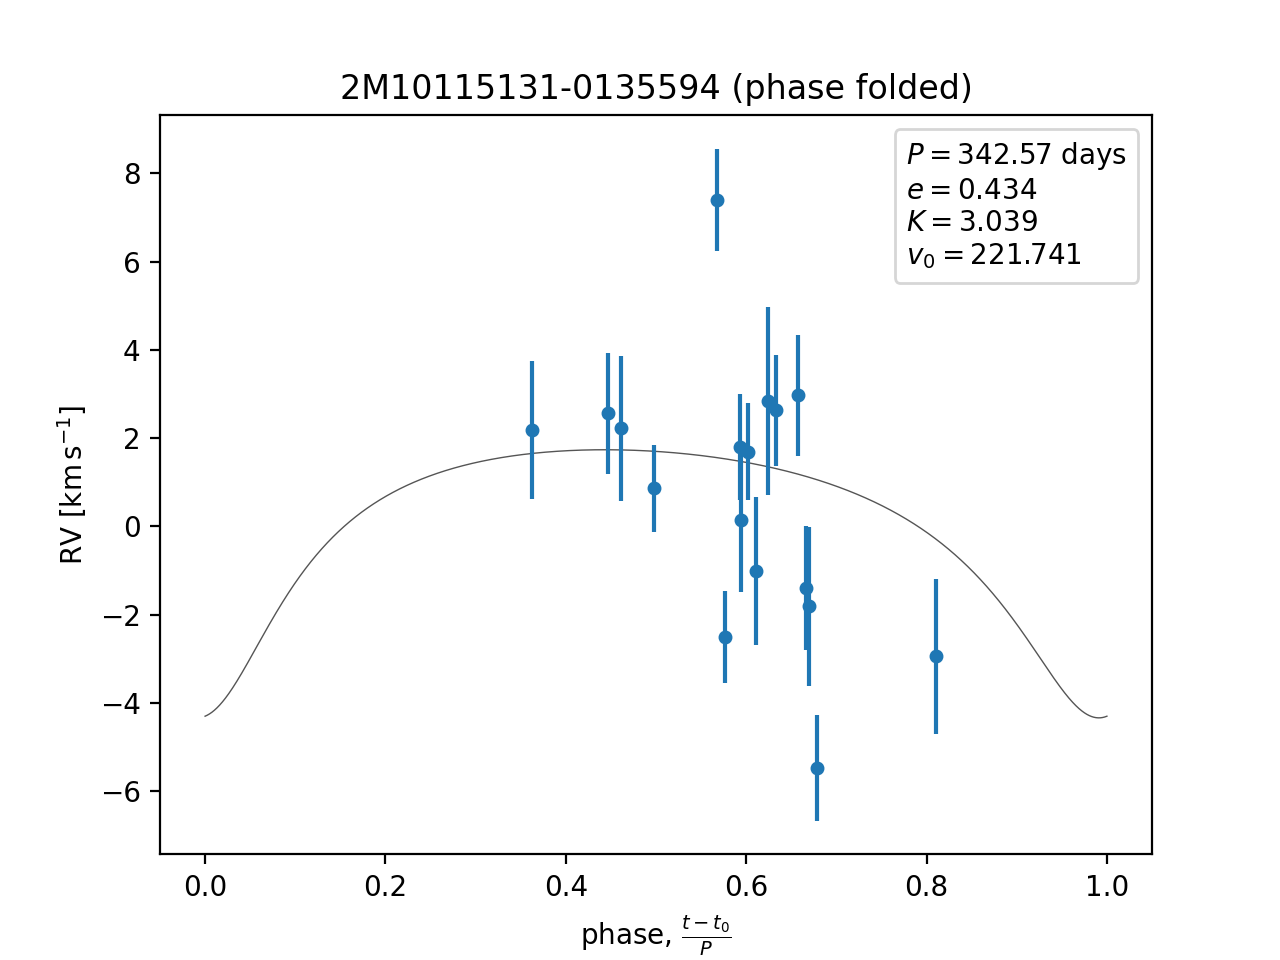 2M10115131-0135594 (phase folded)
P = 342.57 days
e = 0.434
K = 3.039
v₀ = 221.741
RV [km s⁻¹]
8
6
4
2
0
−2
−4
−6
0.0 0.2 0.4 0.6 0.8 1.0
phase, (t − t₀)/P